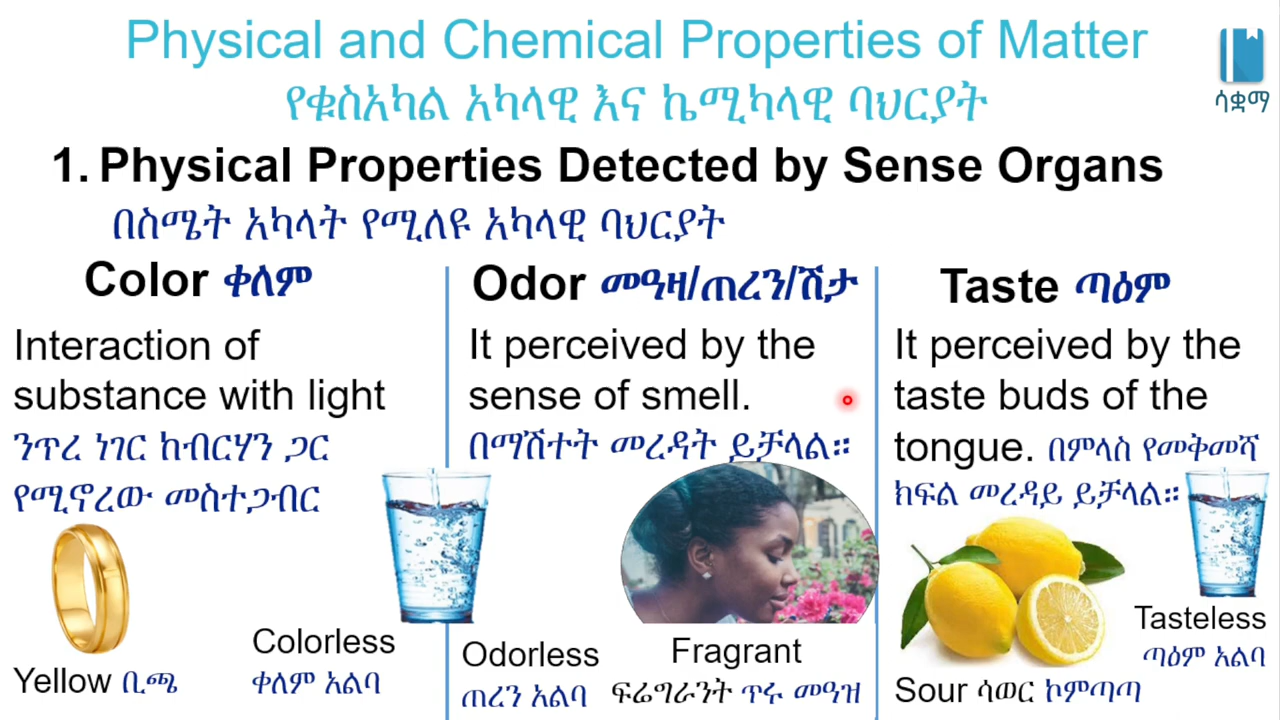 Physical and Chemical Properties of Matter
የቁስአካል አካላዊ እና ኬሚካላዊ ባህርያት
ሳቋማ
1. Physical Properties Detected by Sense Organs
በስሜት አካላት የሚለዩ አካላዊ ባህርያት
Color ቀለም
Interaction of
substance with light
ንጥረ ነገር ከብርሃን ጋር
የሚኖረው መስተጋብር
Yellow ቢጫ
Colorless
ቀለም አልባ
Odor መዓዛ/ጠረን/ሽታ
It perceived by the
sense of smell.
በማሽተት መረዳት ይቻላል።
Odorless
ጠረን አልባ
Fragrant
ፍሬግራንት ጥሩ መዓዝ
Taste ጣዕም
It perceived by the
taste buds of the
tongue. በምላስ የመቅመሻ
ክፍል መረዳይ ይቻላል።
Sour ሳወር ኮምጣጣ
Tasteless
ጣዕም አልባ